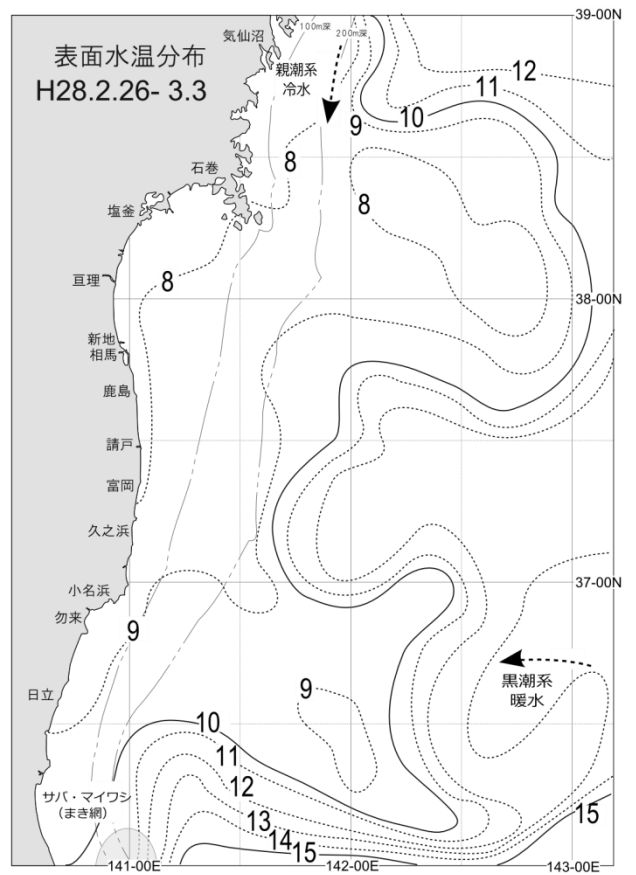 39-00N
100m深
200m深
気仙沼
表面水温分布
H28.2.26- 3.3
親潮系
冷水
12
11
10
9
8
石巻
8
塩釜
8
亘理
38-00N
新地
相馬
鹿島
請戸
富岡
久之浜
37-00N
小名浜
勿来
9
黒潮系
暖水
日立
9
10
11
12
サバ・マイワシ
(まき網)
13
14
15
15
141-00E
142-00E
143-00E